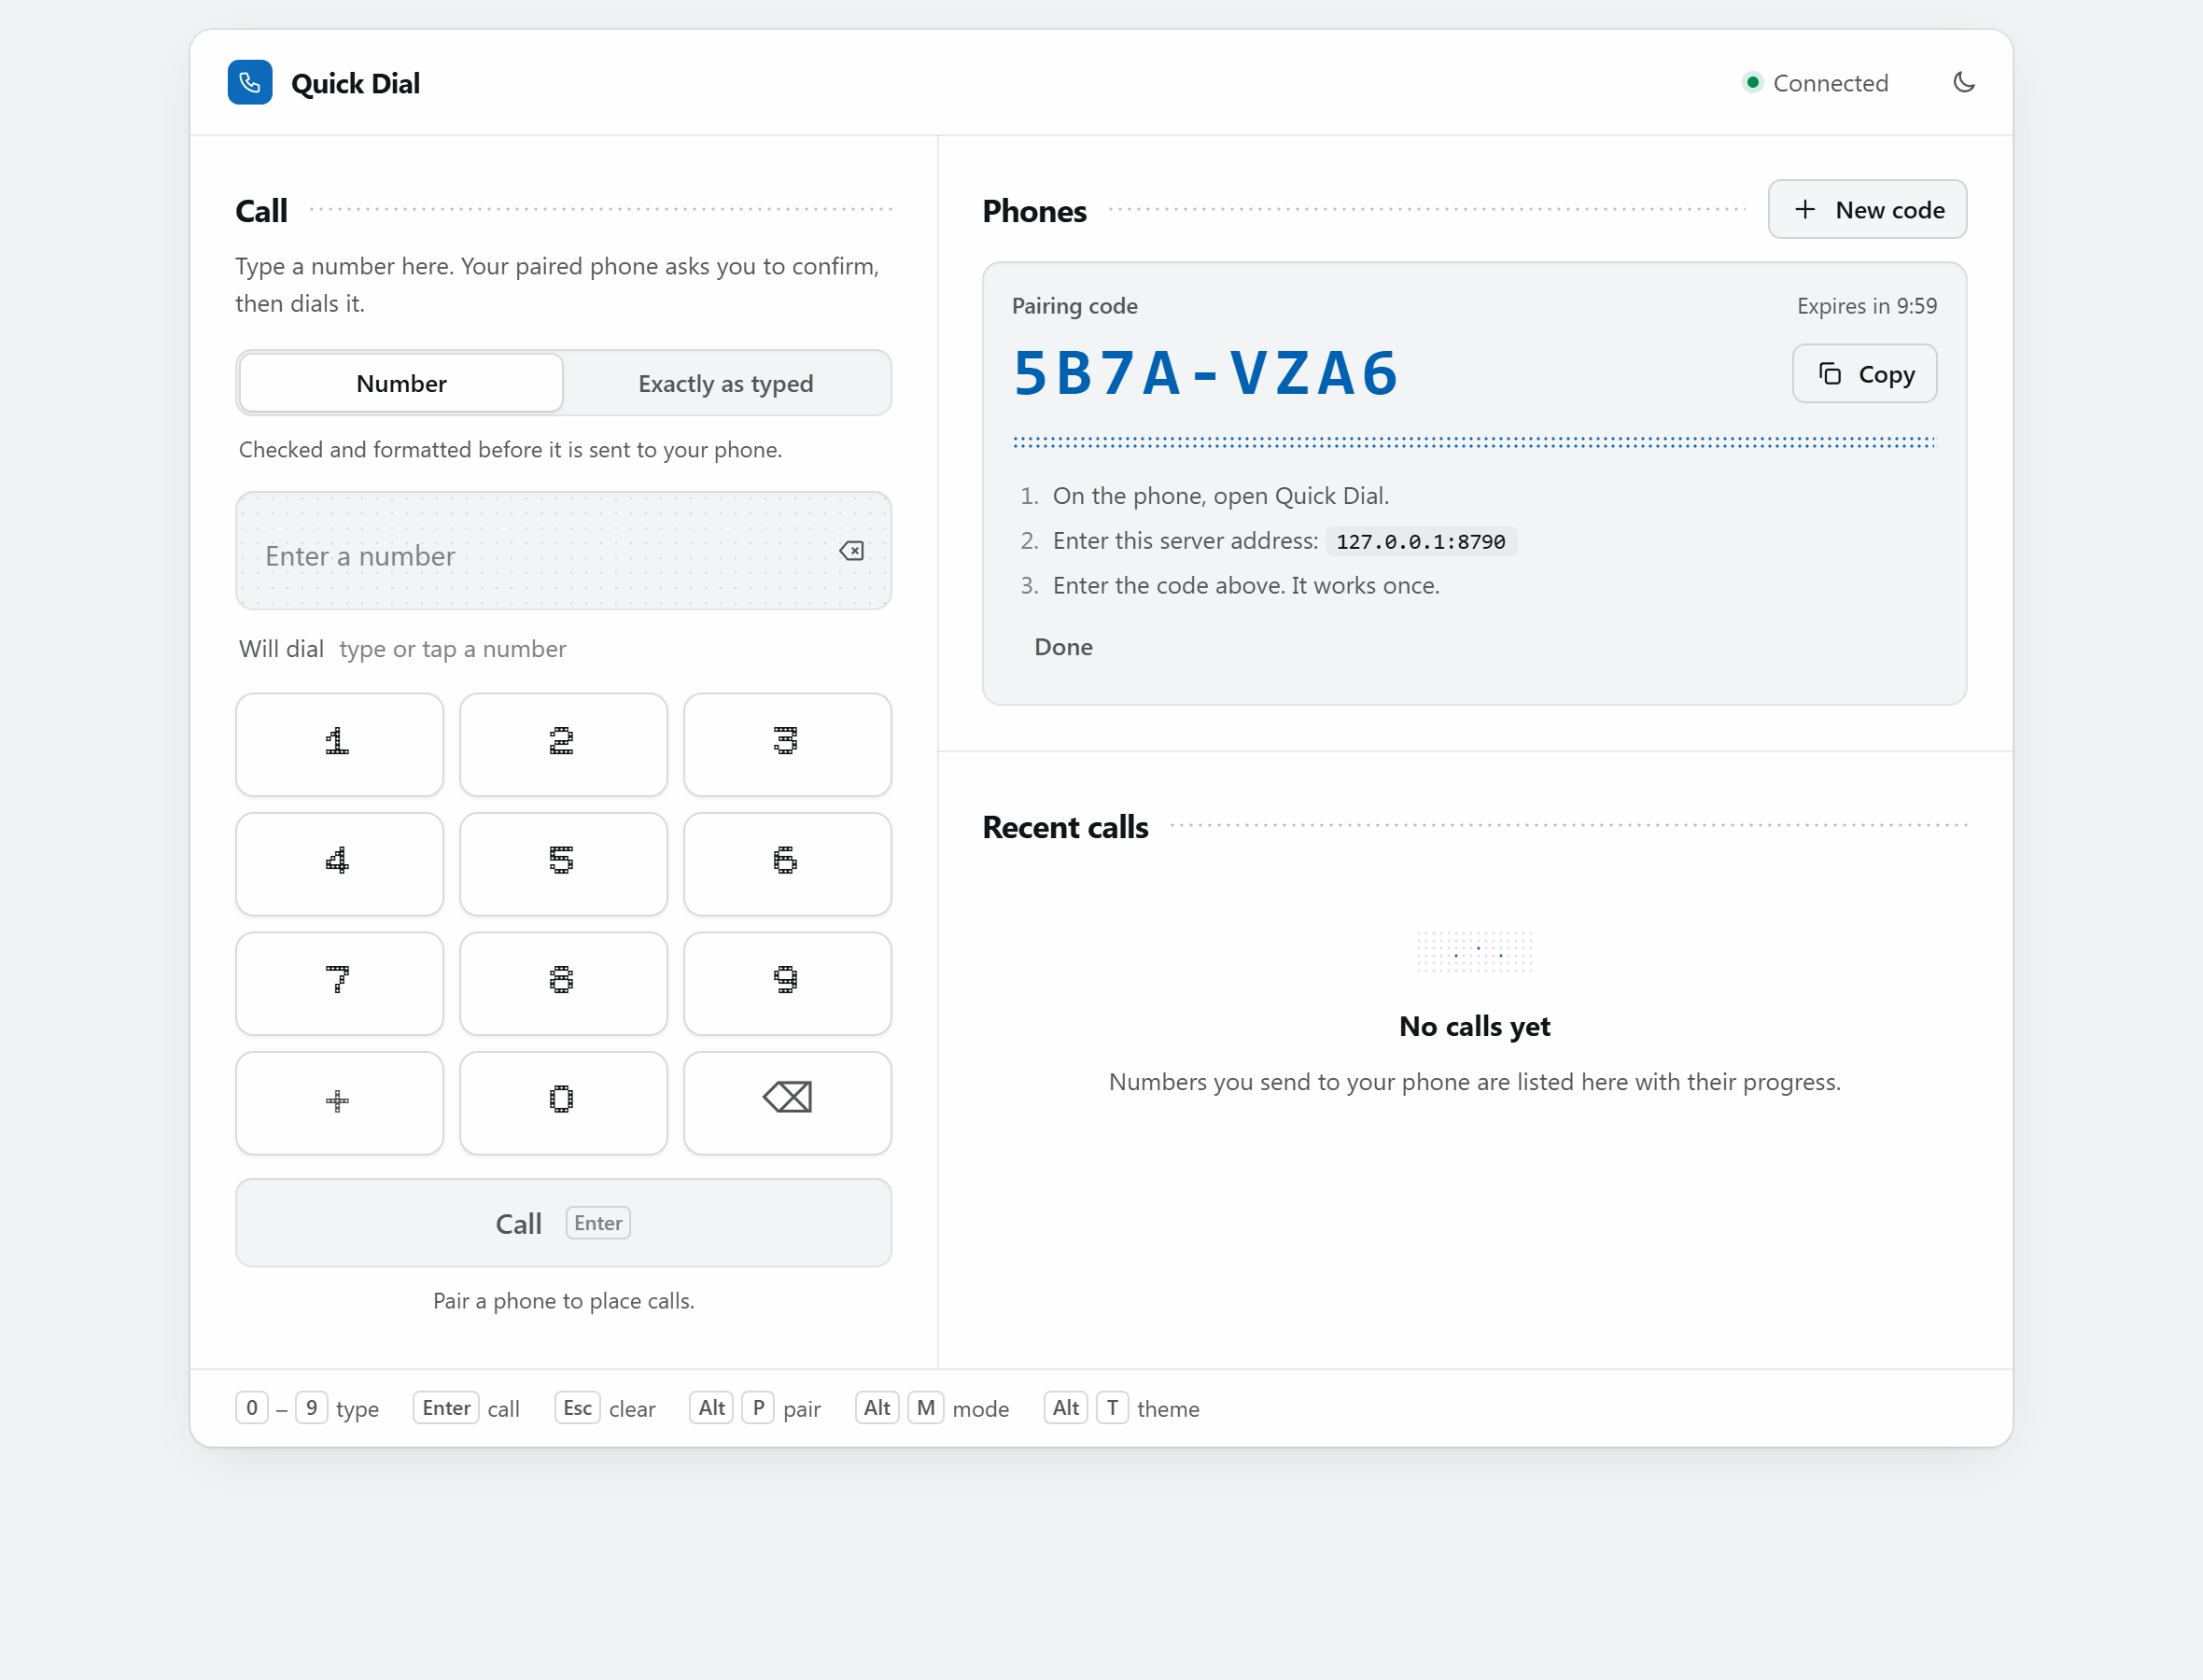 Quick Dial
Connected
Call
Type a number here. Your paired phone asks you to confirm,
then dials it.
Number
Exactly as typed
Checked and formatted before it is sent to your phone.
Enter a number
Will dial type or tap a number
1 2 3
4 5 6
7 8 9
+ 0 ⌫
Call Enter
Pair a phone to place calls.
Phones
New code
Pairing code
Expires in 9:59
5B7A-VZA6
Copy
1. On the phone, open Quick Dial.
2. Enter this server address: 127.0.0.1:8790
3. Enter the code above. It works once.
Done
Recent calls
No calls yet
Numbers you send to your phone are listed here with their progress.
0 – 9 type Enter call Esc clear Alt P pair Alt M mode Alt T theme